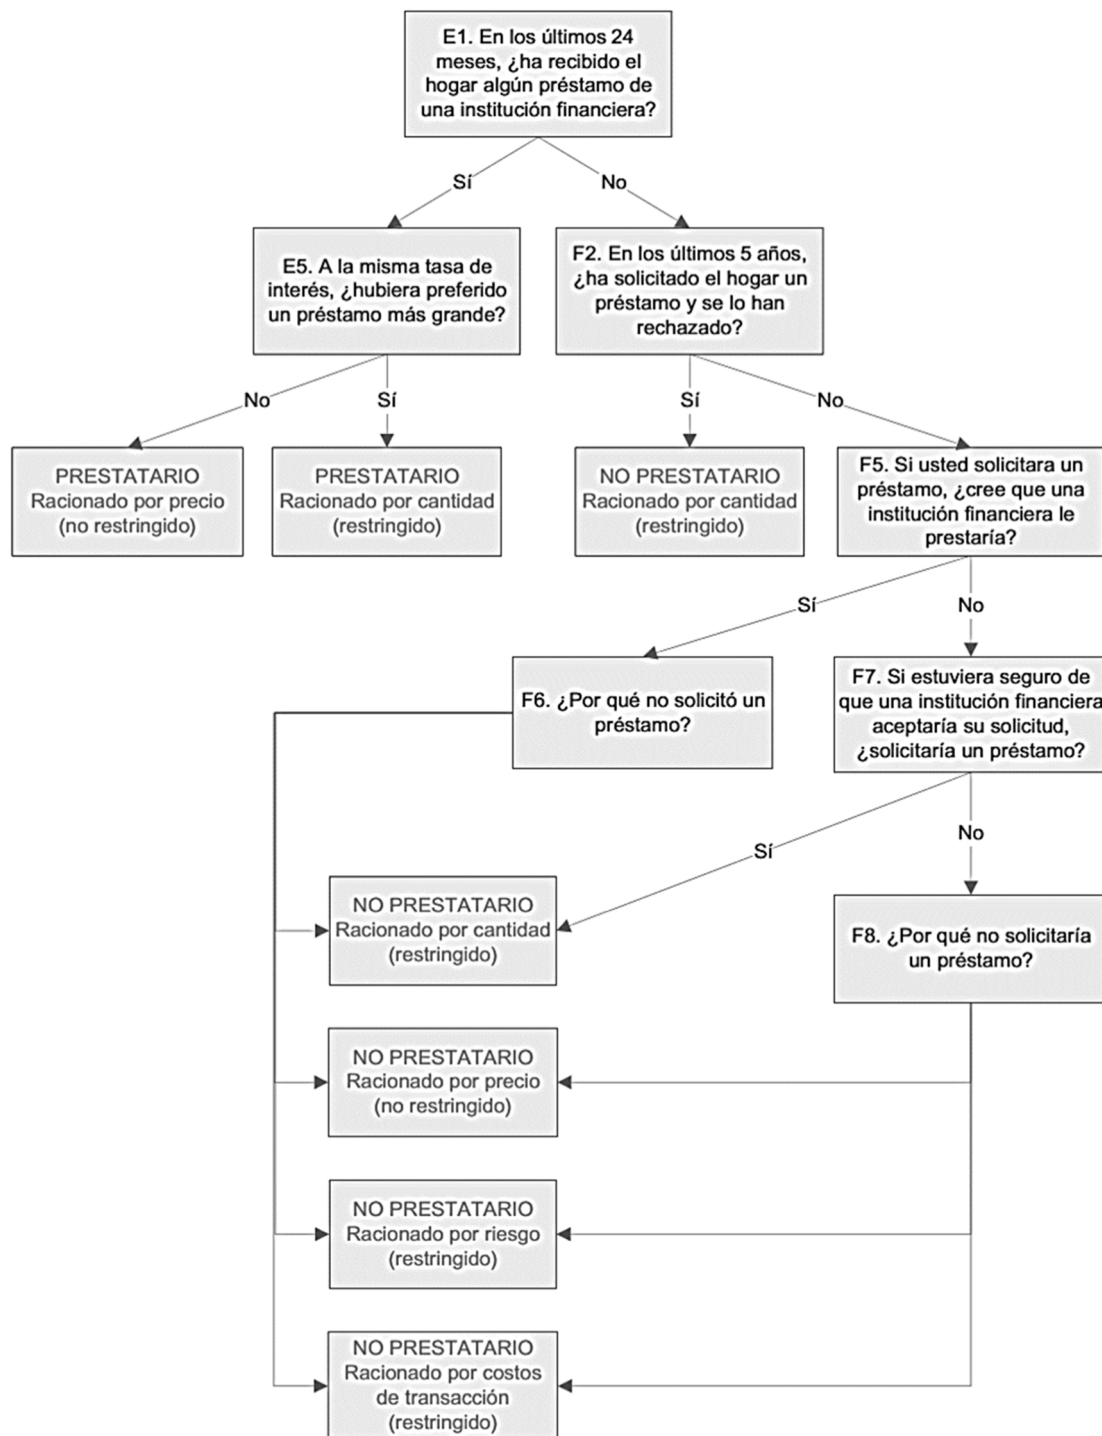 E1. En los últimos 24
meses, ¿ha recibido el
hogar algún préstamo de
una institución financiera?
Sí
No
E5. A la misma tasa de
interés, ¿hubiera preferido
un préstamo más grande?
F2. En los últimos 5 años,
¿ha solicitado el hogar un
préstamo y se lo han
rechazado?
No
Sí
Sí
No
PRESTATARIO
Racionado por precio
(no restringido)
PRESTATARIO
Racionado por cantidad
(restringido)
NO PRESTATARIO
Racionado por cantidad
(restringido)
F5. Si usted solicitara un
préstamo, ¿cree que una
institución financiera le
prestaría?
Sí
No
F6. ¿Por qué no solicitó un
préstamo?
F7. Si estuviera seguro de
que una institución financiera
aceptaría su solicitud,
¿solicitaría un préstamo?
Sí
No
NO PRESTATARIO
Racionado por cantidad
(restringido)
F8. ¿Por qué no solicitaría
un préstamo?
NO PRESTATARIO
Racionado por precio
(no restringido)
NO PRESTATARIO
Racionado por riesgo
(restringido)
NO PRESTATARIO
Racionado por costos
de transacción
(restringido)